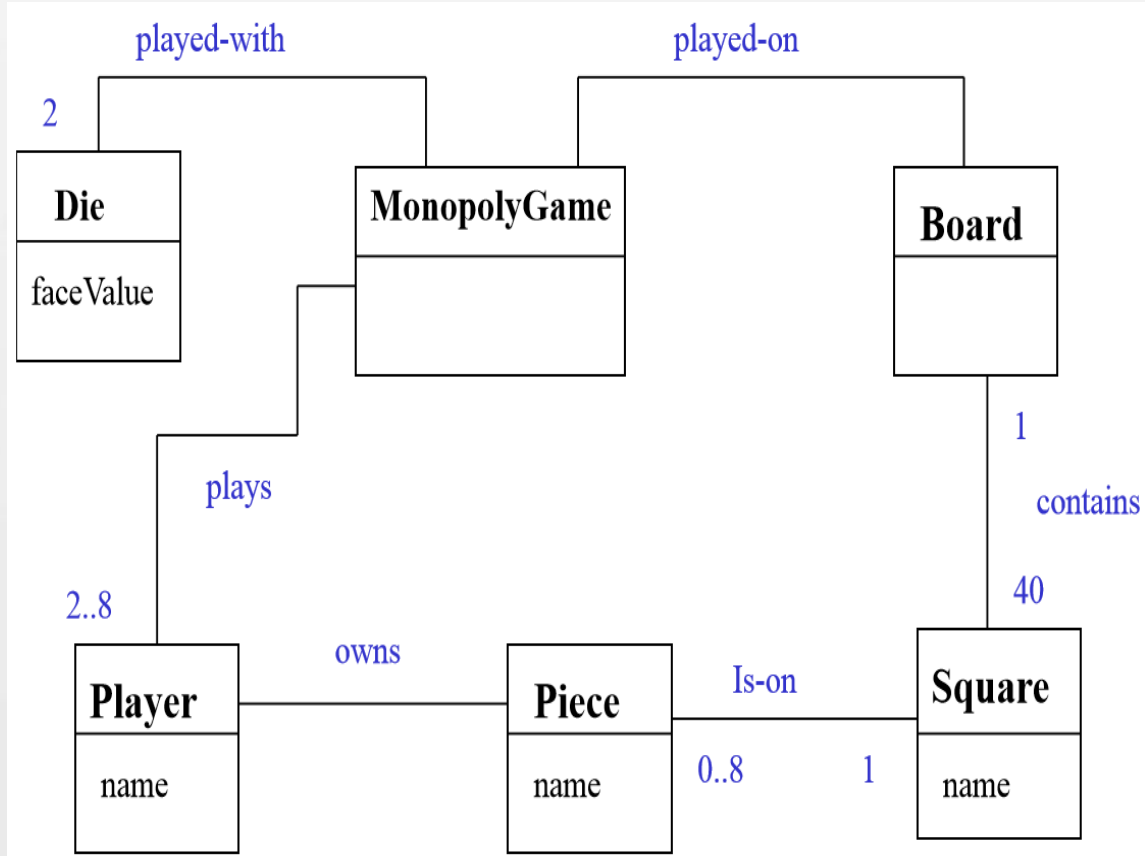 played-with
played-on
2
Die
faceValue
MonopolyGame
Board
1
plays
contains
40
2..8
owns
Is-on
Player
name
Piece
name
0..8
1
Square
name